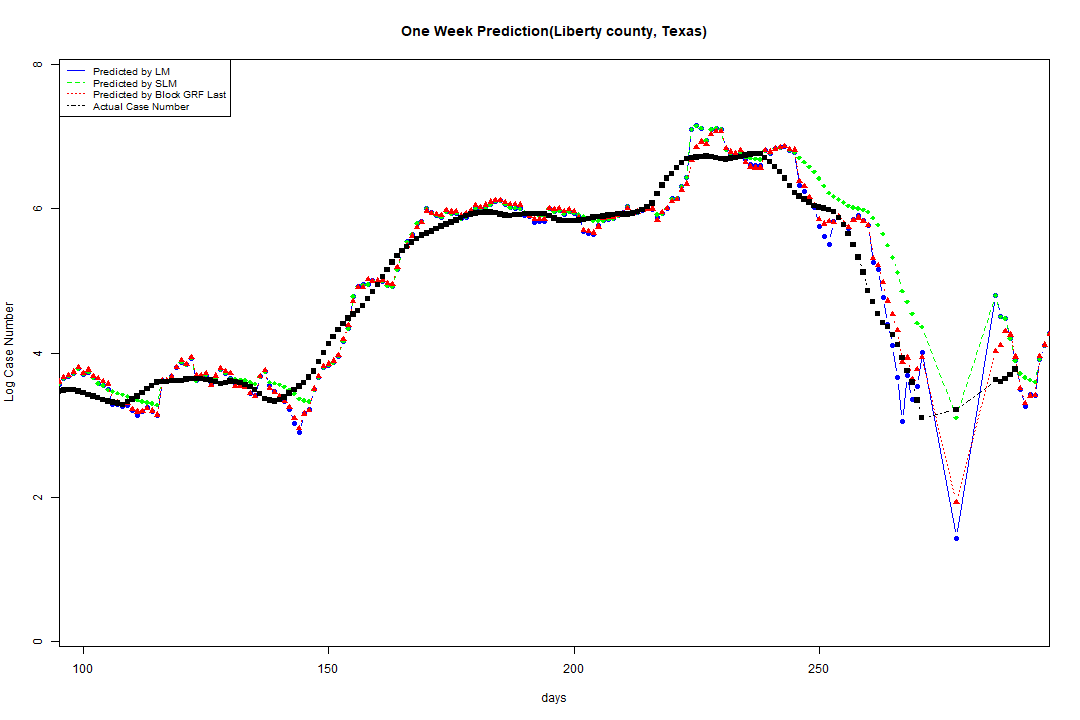 One Week Prediction(Liberty county, Texas)
Predicted by LM
Predicted by SLM
Predicted by Block GRF Last
Actual Case Number
8
6
4
2
0
Log Case Number
100 150 200 250
days